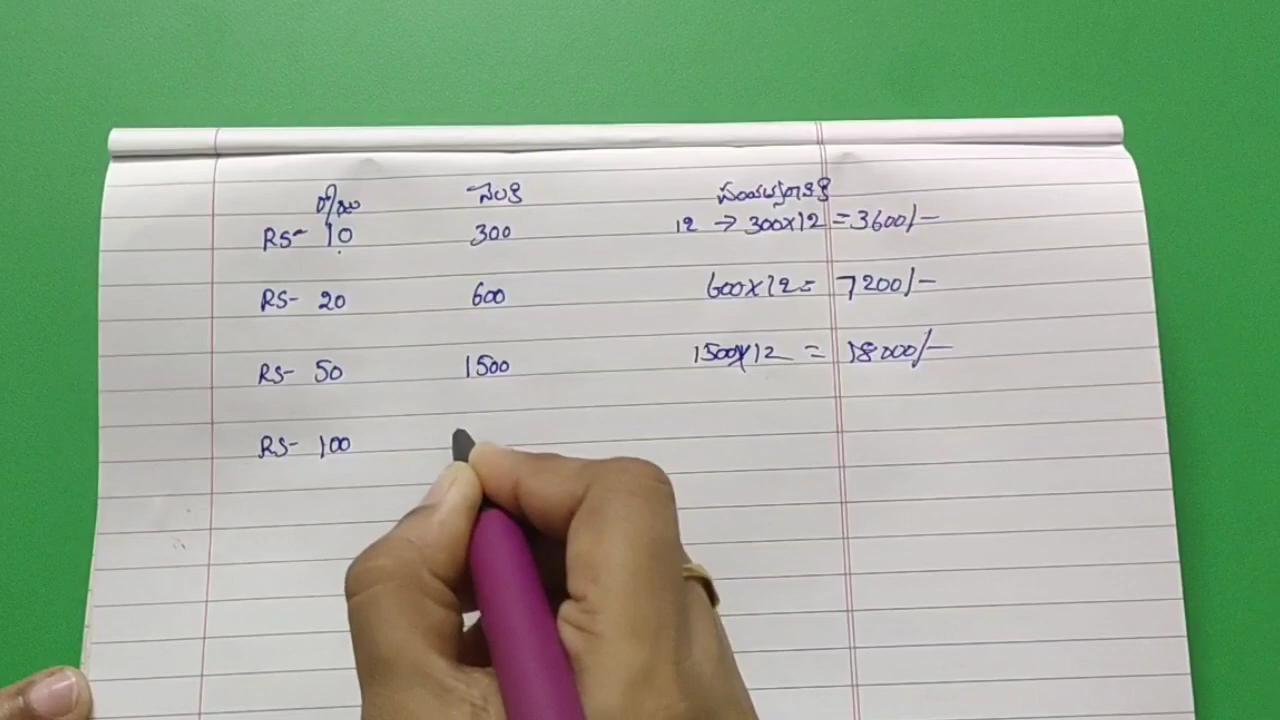 RS- 10 300 12 → 300x12 = 3600/-
RS- 20 600 600x12= 7200/-
RS- 50 1500 1500x12 = 18000/-
RS- 100